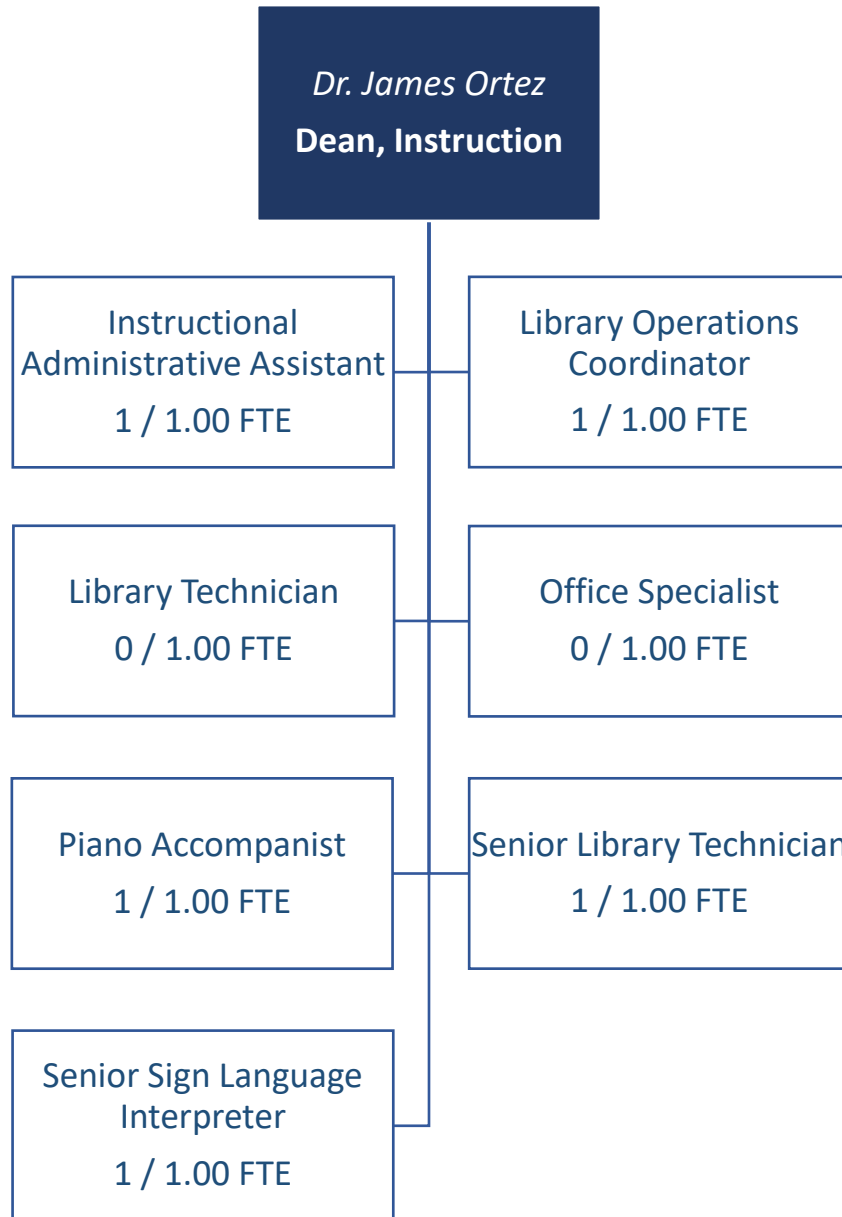 Dr. James Ortez
Dean, Instruction
Instructional
Administrative Assistant
1 / 1.00 FTE
Library Operations
Coordinator
1 / 1.00 FTE
Library Technician
0 / 1.00 FTE
Office Specialist
0 / 1.00 FTE
Piano Accompanist
1 / 1.00 FTE
Senior Library Technician
1 / 1.00 FTE
Senior Sign Language
Interpreter
1 / 1.00 FTE